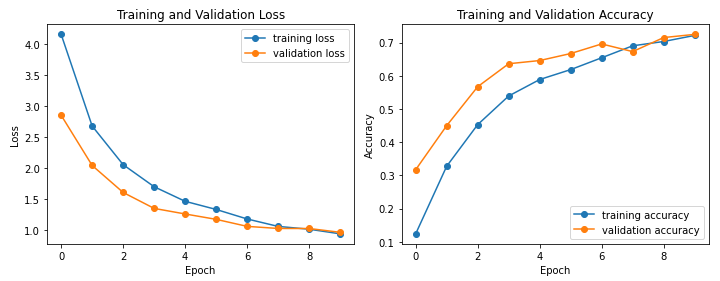 Training and Validation Loss
training loss
validation loss
4.0
3.5
3.0
2.5
2.0
1.5
1.0
Loss
0 2 4 6 8
Epoch
Training and Validation Accuracy
0.7
0.6
0.5
0.4
0.3
0.2
0.1
Accuracy
training accuracy
validation accuracy
0 2 4 6 8
Epoch